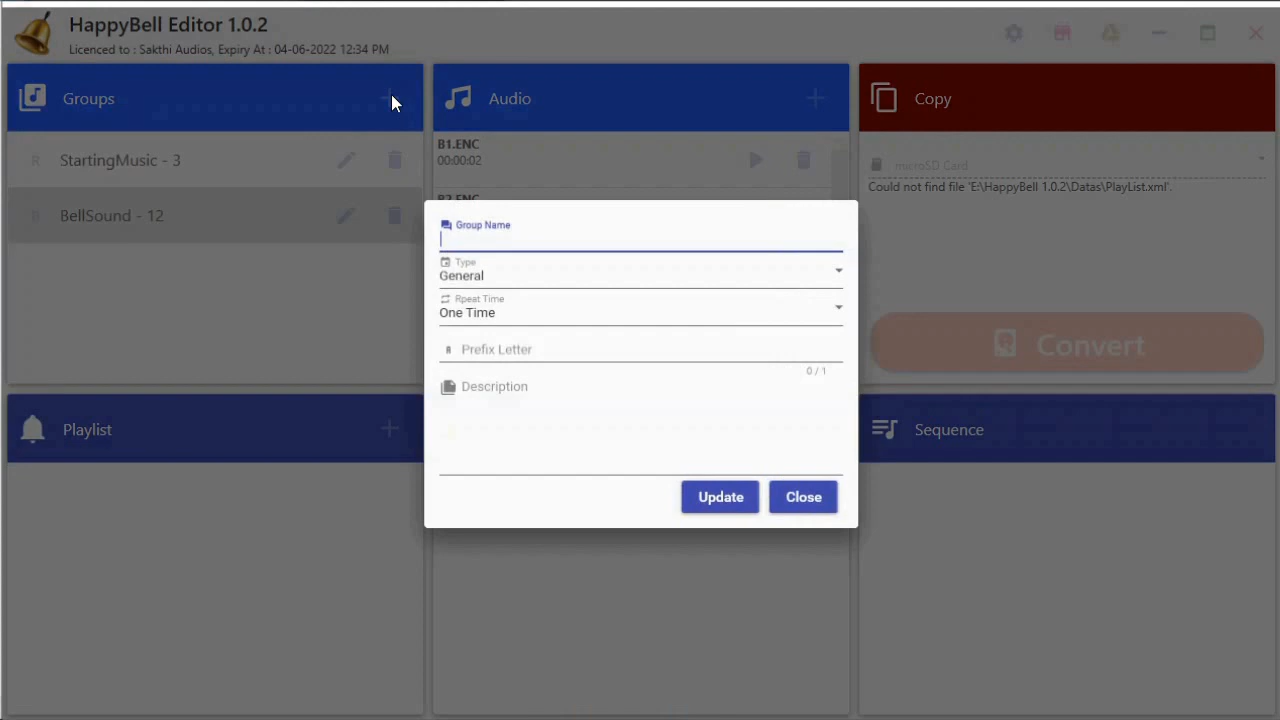 HappyBell Editor 1.0.2
Licenced to : Sakthi Audios, Expiry At : 04-06-2022 12:34 PM
Groups
Audio
Copy
R StartingMusic - 3
B BellSound - 12
B1.ENC
00:00:02
B2.ENC
microSD Card
Could not find file 'E:\HappyBell 1.0.2\Datas\PlayList.xml'.
Convert
Group Name
Type
General
Rpeat Time
One Time
Prefix Letter
0 / 1
Description
Update
Close
Playlist
Sequence